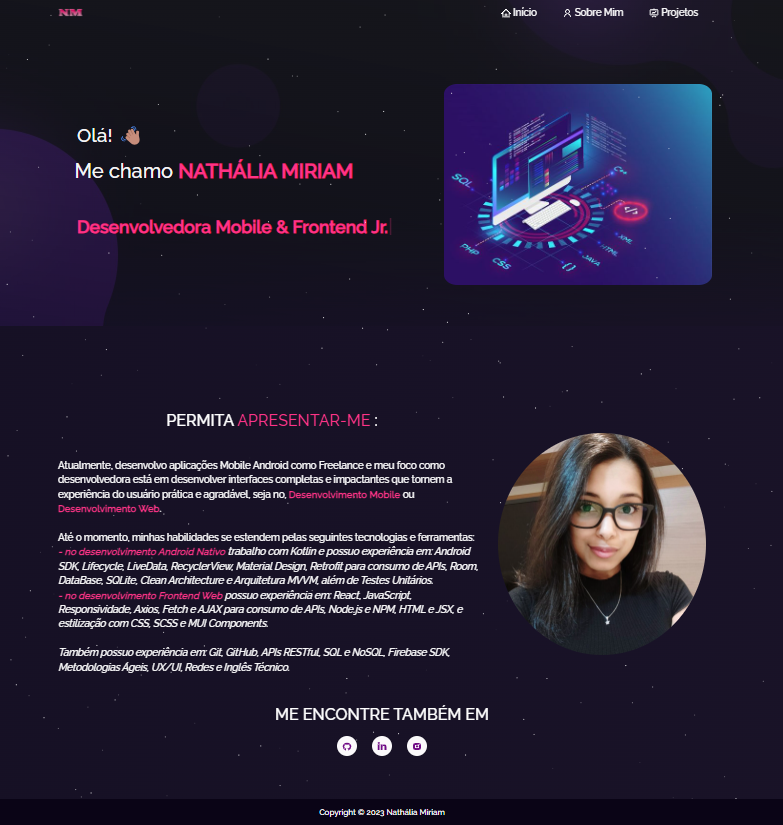 NM
Início
Sobre Mim
Projetos
Olá!
Me chamo NATHÁLIA MIRIAM
Desenvolvedora Mobile & Frontend Jr.
SQL
C++
</>
XML
HTML
JAVA
{}
CSS
PHP
PERMITA APRESENTAR-ME :
Atualmente, desenvolvo aplicações Mobile Android como Freelance e meu foco como
desenvolvedora está em desenvolver interfaces completas e impactantes que tornem a
experiência do usuário prática e agradável, seja no, Desenvolvimento Mobile ou
Desenvolvimento Web.
Até o momento, minhas habilidades se estendem pelas seguintes tecnologias e ferramentas:
- no desenvolvimento Android Nativo trabalho com Kotlin e possuo experiência em: Android
SDK, Lifecycle, LiveData, RecyclerView, Material Design, Retrofit para consumo de APIs, Room,
DataBase, SQLite, Clean Architecture e Arquitetura MVVM, além de Testes Unitários.
- no desenvolvimento Frontend Web possuo experiência em: React, JavaScript,
Responsividade, Axios, Fetch e AJAX para consumo de APIs, Node.js e NPM, HTML e JSX, e
estilização com CSS, SCSS e MUI Components.
Também possuo experiência em: Git, GitHub, APIs RESTful, SQL e NoSQL, Firebase SDK,
Metodologias Ágeis, UX/UI, Redes e Inglês Técnico.
ME ENCONTRE TAMBÉM EM
in
Copyright © 2023 Nathália Miriam